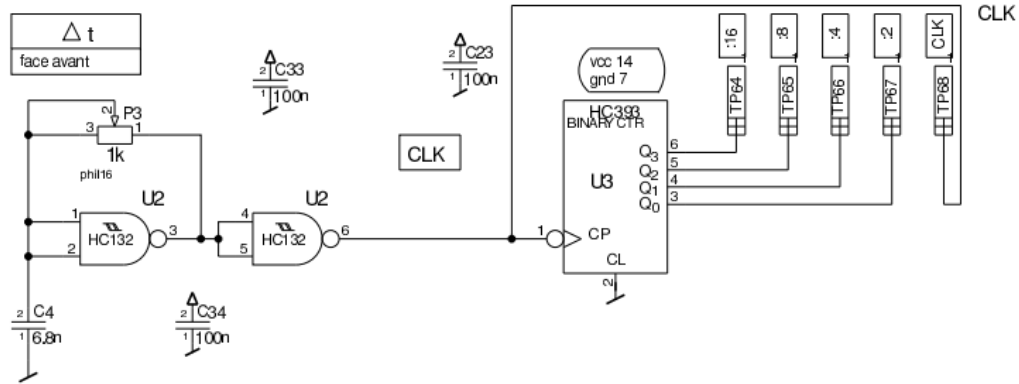 Δ t
face avant
CLK
:16
:8
:4
:2
CLK
TP64
TP65
TP66
TP67
TP68
2
C33
1
100n
2
C23
1
100n
vcc 14
gnd 7
HC393
BINARY CTR
U3
Q3 6
Q2 5
Q1 4
Q0 3
1
CP
CL
2
CLK
2
P3
3
1
1k
phil16
U2
1
2
HC132
3
U2
4
5
HC132
6
2
C4
1
6.8n
2
C34
1
100n